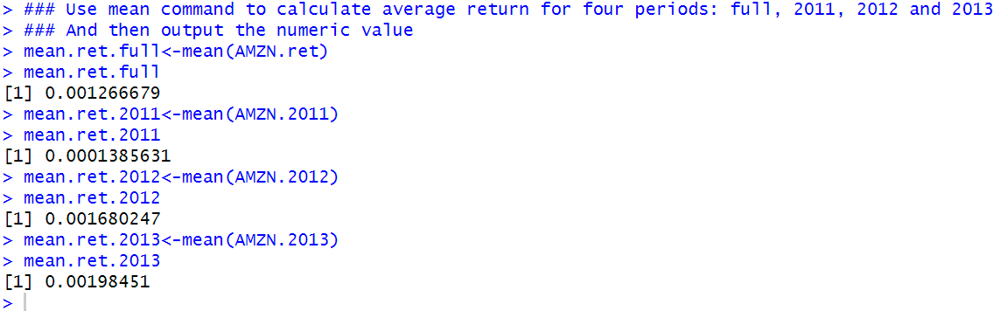 > ### Use mean command to calculate average return for four periods: full, 2011, 2012 and 2013
> ### And then output the numeric value
> mean.ret.full<-mean(AMZN.ret)
> mean.ret.full
[1] 0.001266679
> mean.ret.2011<-mean(AMZN.2011)
> mean.ret.2011
[1] 0.0001385631
> mean.ret.2012<-mean(AMZN.2012)
> mean.ret.2012
[1] 0.001680247
> mean.ret.2013<-mean(AMZN.2013)
> mean.ret.2013
[1] 0.00198451
>